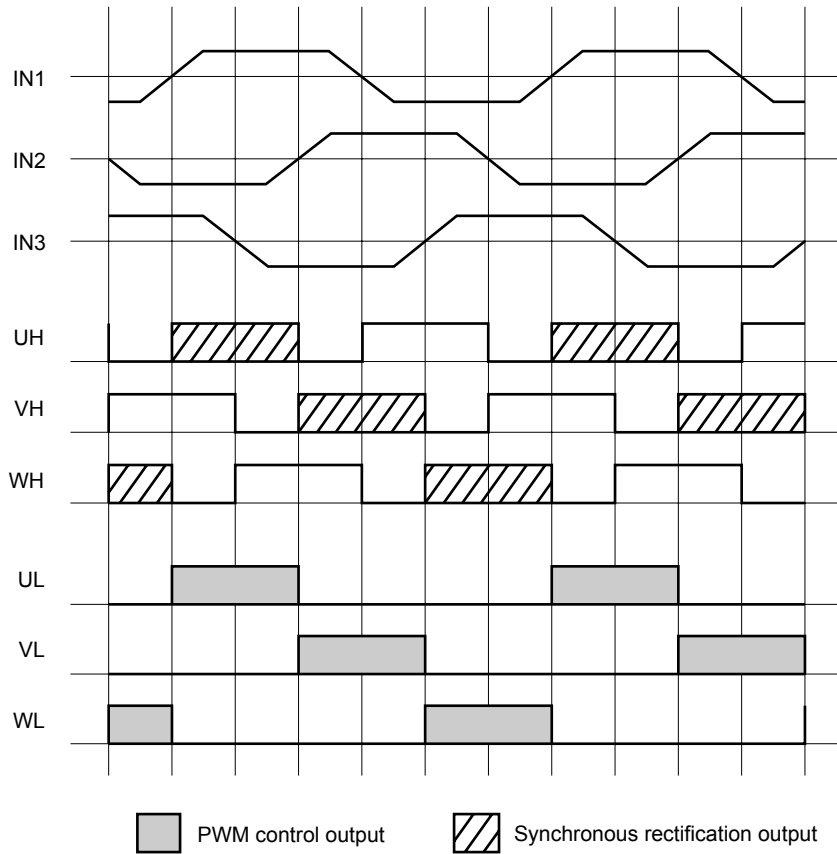 IN1
IN2
IN3
UH
VH
WH
UL
VL
WL
PWM control output
Synchronous rectification output